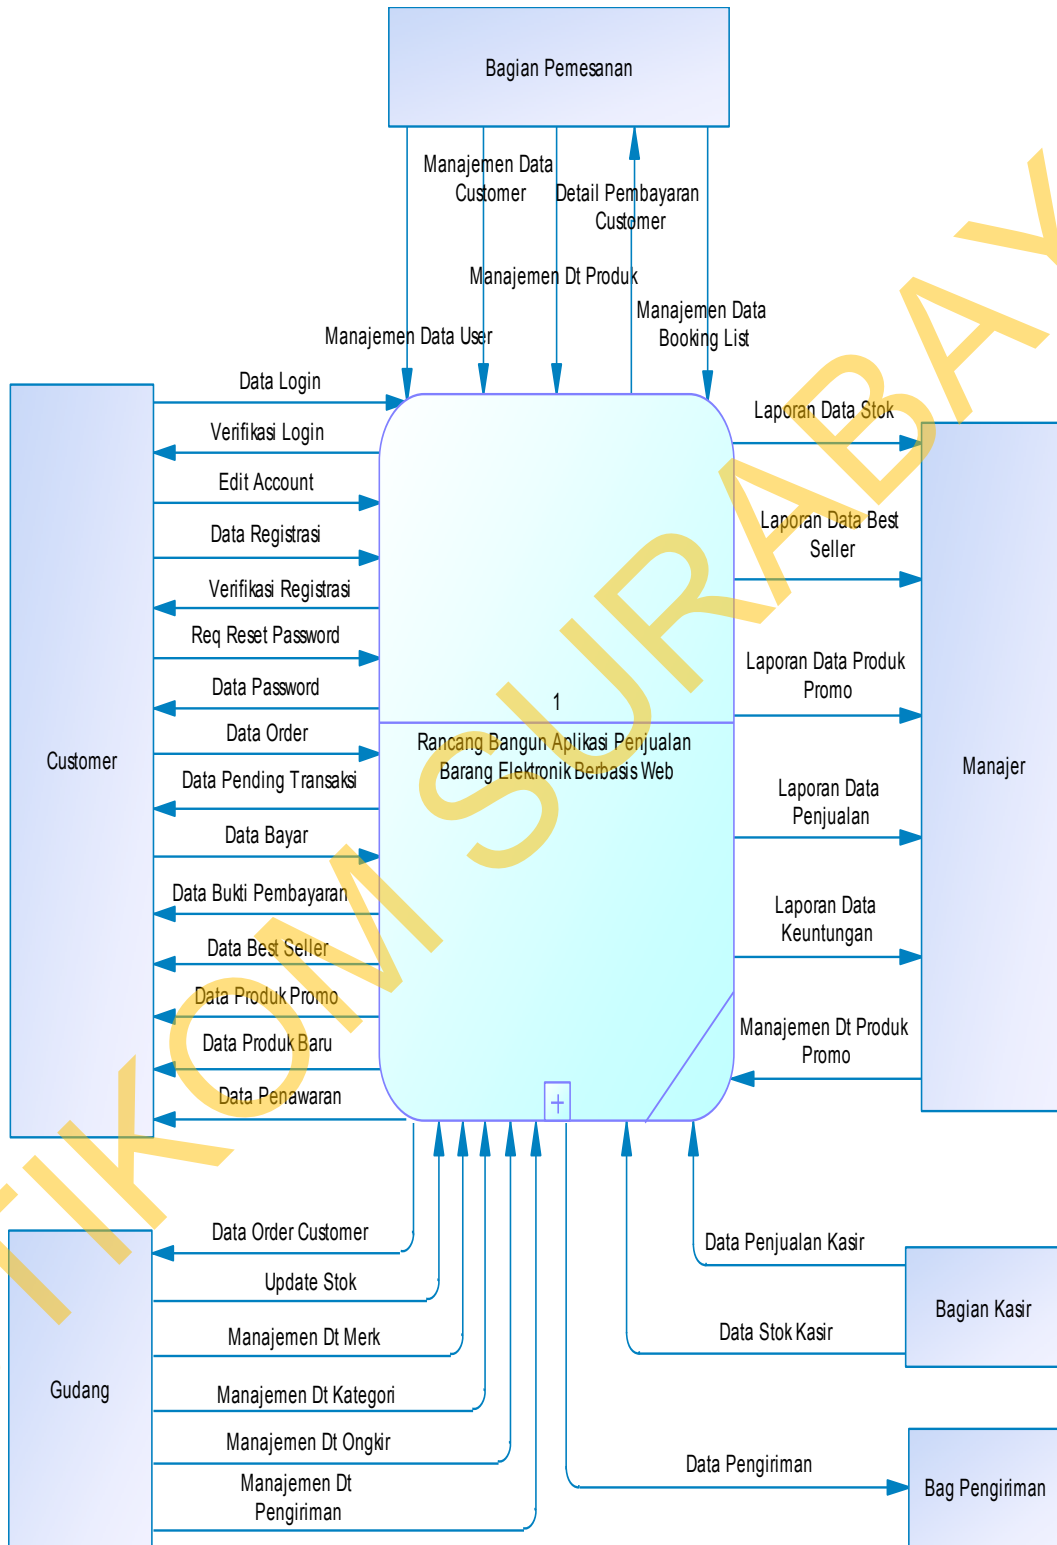 Bagian Pemesanan
Manajemen Data
Customer
Detail Pembayaran
Customer
Manajemen Dt Produk
Manajemen Data
Booking List
Manajemen Data User
Data Login
Verifikasi Login
Edit Account
Data Registrasi
Verifikasi Registrasi
Req Reset Password
Data Password
Data Order
Data Pending Transaksi
Data Bayar
Data Bukti Pembayaran
Data Best Seller
Data Produk Promo
Data Produk Baru
Data Penawaran
Customer
1
Rancang Bangun Aplikasi Penjualan
Barang Elektronik Berbasis Web
+
Laporan Data Stok
Laporan Data Best
Seller
Laporan Data Produk
Promo
Laporan Data
Penjualan
Laporan Data
Keuntungan
Manajemen Dt Produk
Promo
Manajer
Data Order Customer
Update Stok
Manajemen Dt Merk
Manajemen Dt Kategori
Manajemen Dt Ongkir
Manajemen Dt
Pengiriman
Gudang
Data Penjualan Kasir
Data Stok Kasir
Bagian Kasir
Data Pengiriman
Bag Pengiriman
TIKOM SURABAY